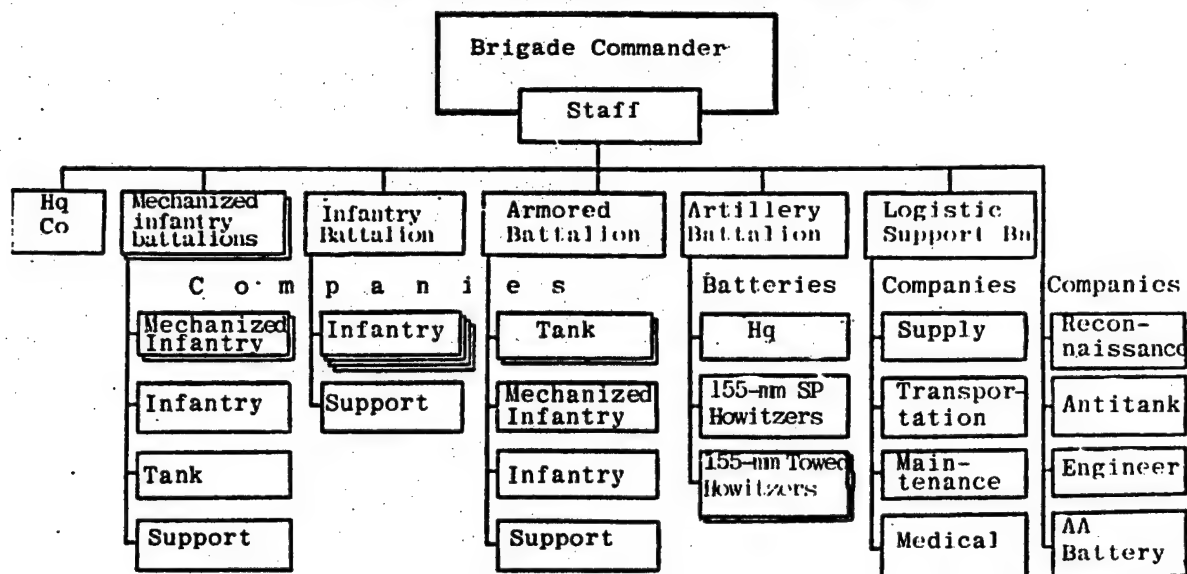 Brigade Commander
Staff
Hq
Co
Mechanized
infantry
battalions
Infantry
Battalion
Armored
Battalion
Artillery
Battalion
Logistic
Support Bn
Companies
Mechanized
Infantry
Infantry
Tank
Support
Infantry
Support
Tank
Mechanized
Infantry
Infantry
Support
Batteries
Hq
155-mm SP
Howitzers
155-mm Towed
Howitzers
Companies
Supply
Transpor-
tation
Main-
tenance
Medical
Companies
Recon-
naissance
Antitank
Engineer
AA
Battery